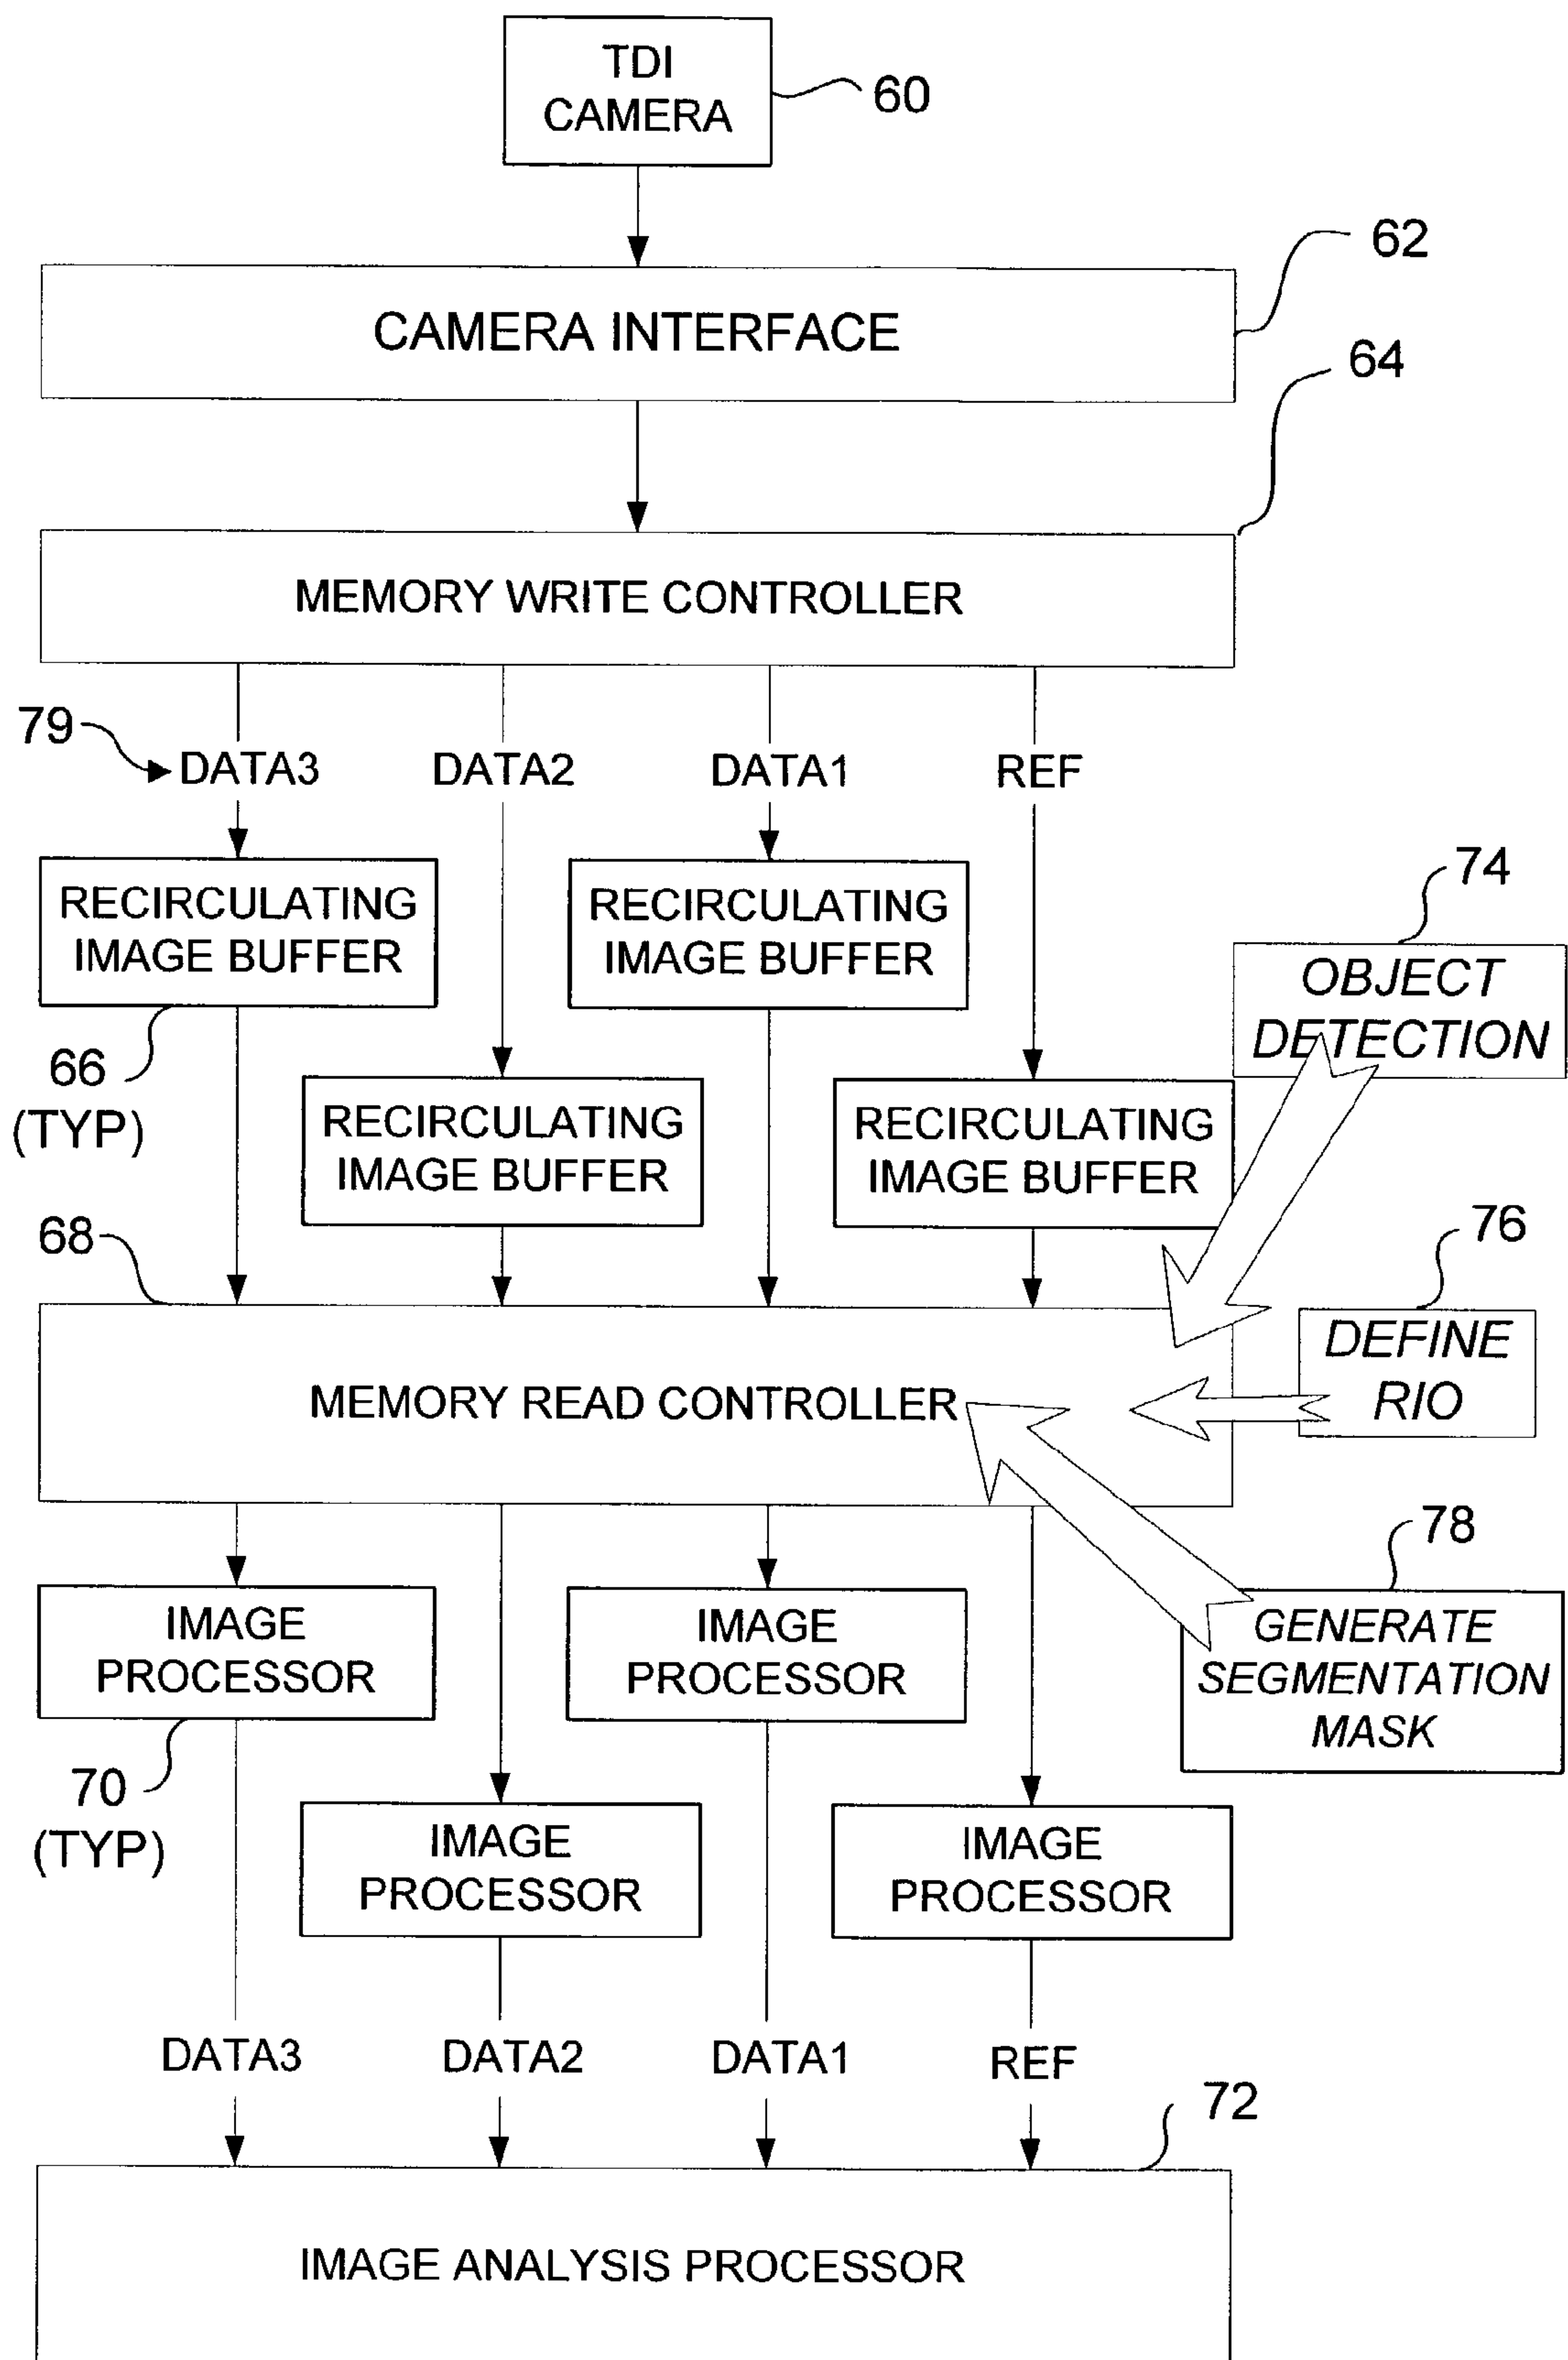 TDI
CAMERA
60
62
CAMERA INTERFACE
64
MEMORY WRITE CONTROLLER
79
DATA3
DATA2
DATA1
REF
RECIRCULATING
IMAGE BUFFER
RECIRCULATING
IMAGE BUFFER
74
OBJECT
DETECTION
66
(TYP)
RECIRCULATING
IMAGE BUFFER
RECIRCULATING
IMAGE BUFFER
68
76
DEFINE
RIO
MEMORY READ CONTROLLER
78
GENERATE
SEGMENTATION
MASK
IMAGE
PROCESSOR
IMAGE
PROCESSOR
70
(TYP)
IMAGE
PROCESSOR
IMAGE
PROCESSOR
DATA3
DATA2
DATA1
REF
72
IMAGE ANALYSIS PROCESSOR